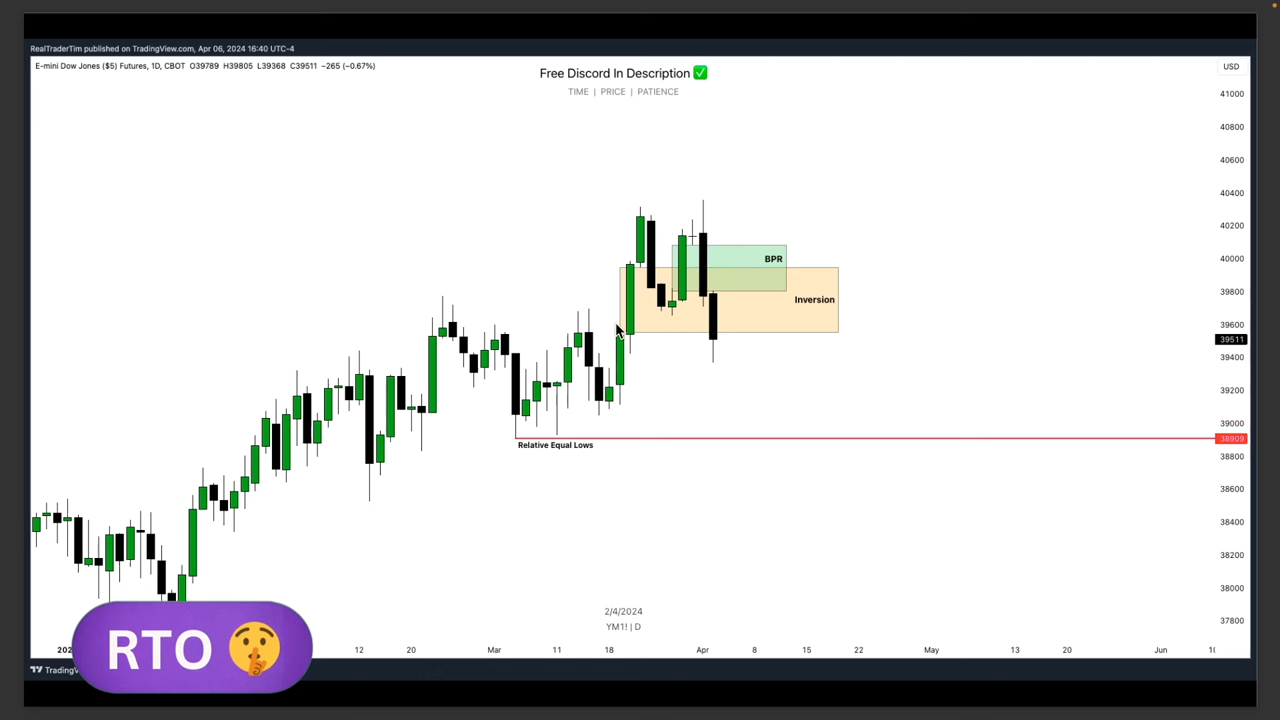 RealTraderTim published on TradingView.com, Apr 06, 2024 16:40 UTC-4
E-mini Dow Jones ($5) Futures, 1D, CBOT O39789 H39805 L39368 C39511 −265 (−0.67%)
Free Discord In Description ✅
TIME | PRICE | PATIENCE
USD
41000
40800
40600
40400
40200
40000
39800
39600
39511
39400
39200
39000
38909
38800
38600
38400
38200
38000
37800
BPR
Inversion
Relative Equal Lows
2/4/2024
YM1! | D
12
20
Mar
11
18
Apr
8
15
22
May
13
20
Jun
RTO 🤫